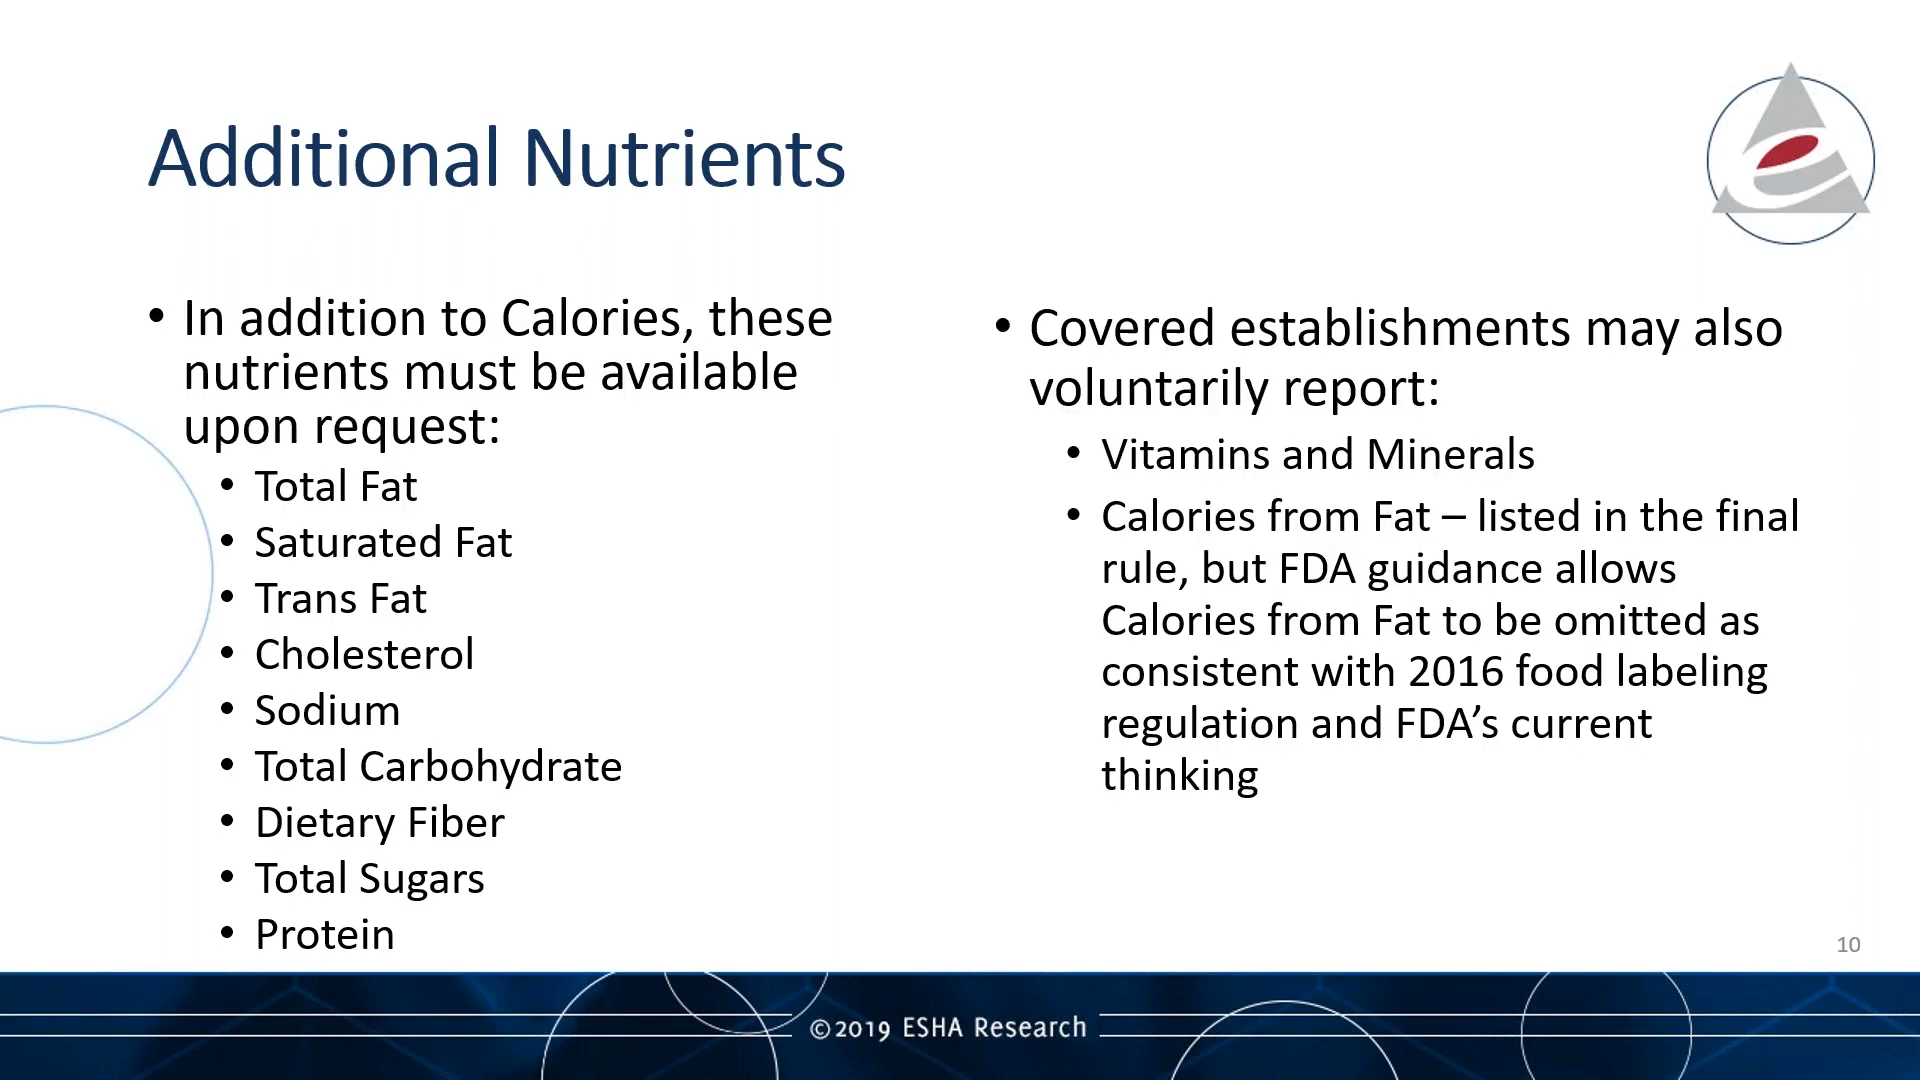 Additional Nutrients
• In addition to Calories, these
nutrients must be available
upon request:
• Total Fat
• Saturated Fat
• Trans Fat
• Cholesterol
• Sodium
• Total Carbohydrate
• Dietary Fiber
• Total Sugars
• Protein
• Covered establishments may also
voluntarily report:
• Vitamins and Minerals
• Calories from Fat – listed in the final
rule, but FDA guidance allows
Calories from Fat to be omitted as
consistent with 2016 food labeling
regulation and FDA’s current
thinking
10
©2019 ESHA Research